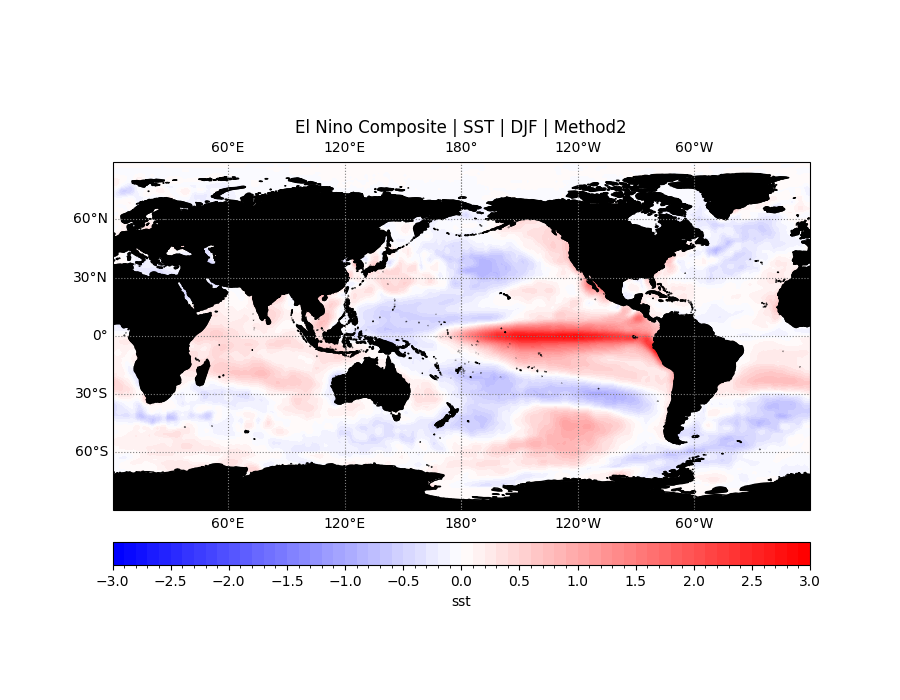 El Nino Composite | SST | DJF | Method2
60°E 120°E 180° 120°W 60°W
60°N
30°N
0°
30°S
60°S
60°E 120°E 180° 120°W 60°W
−3.0 −2.5 −2.0 −1.5 −1.0 −0.5 0.0 0.5 1.0 1.5 2.0 2.5 3.0
sst